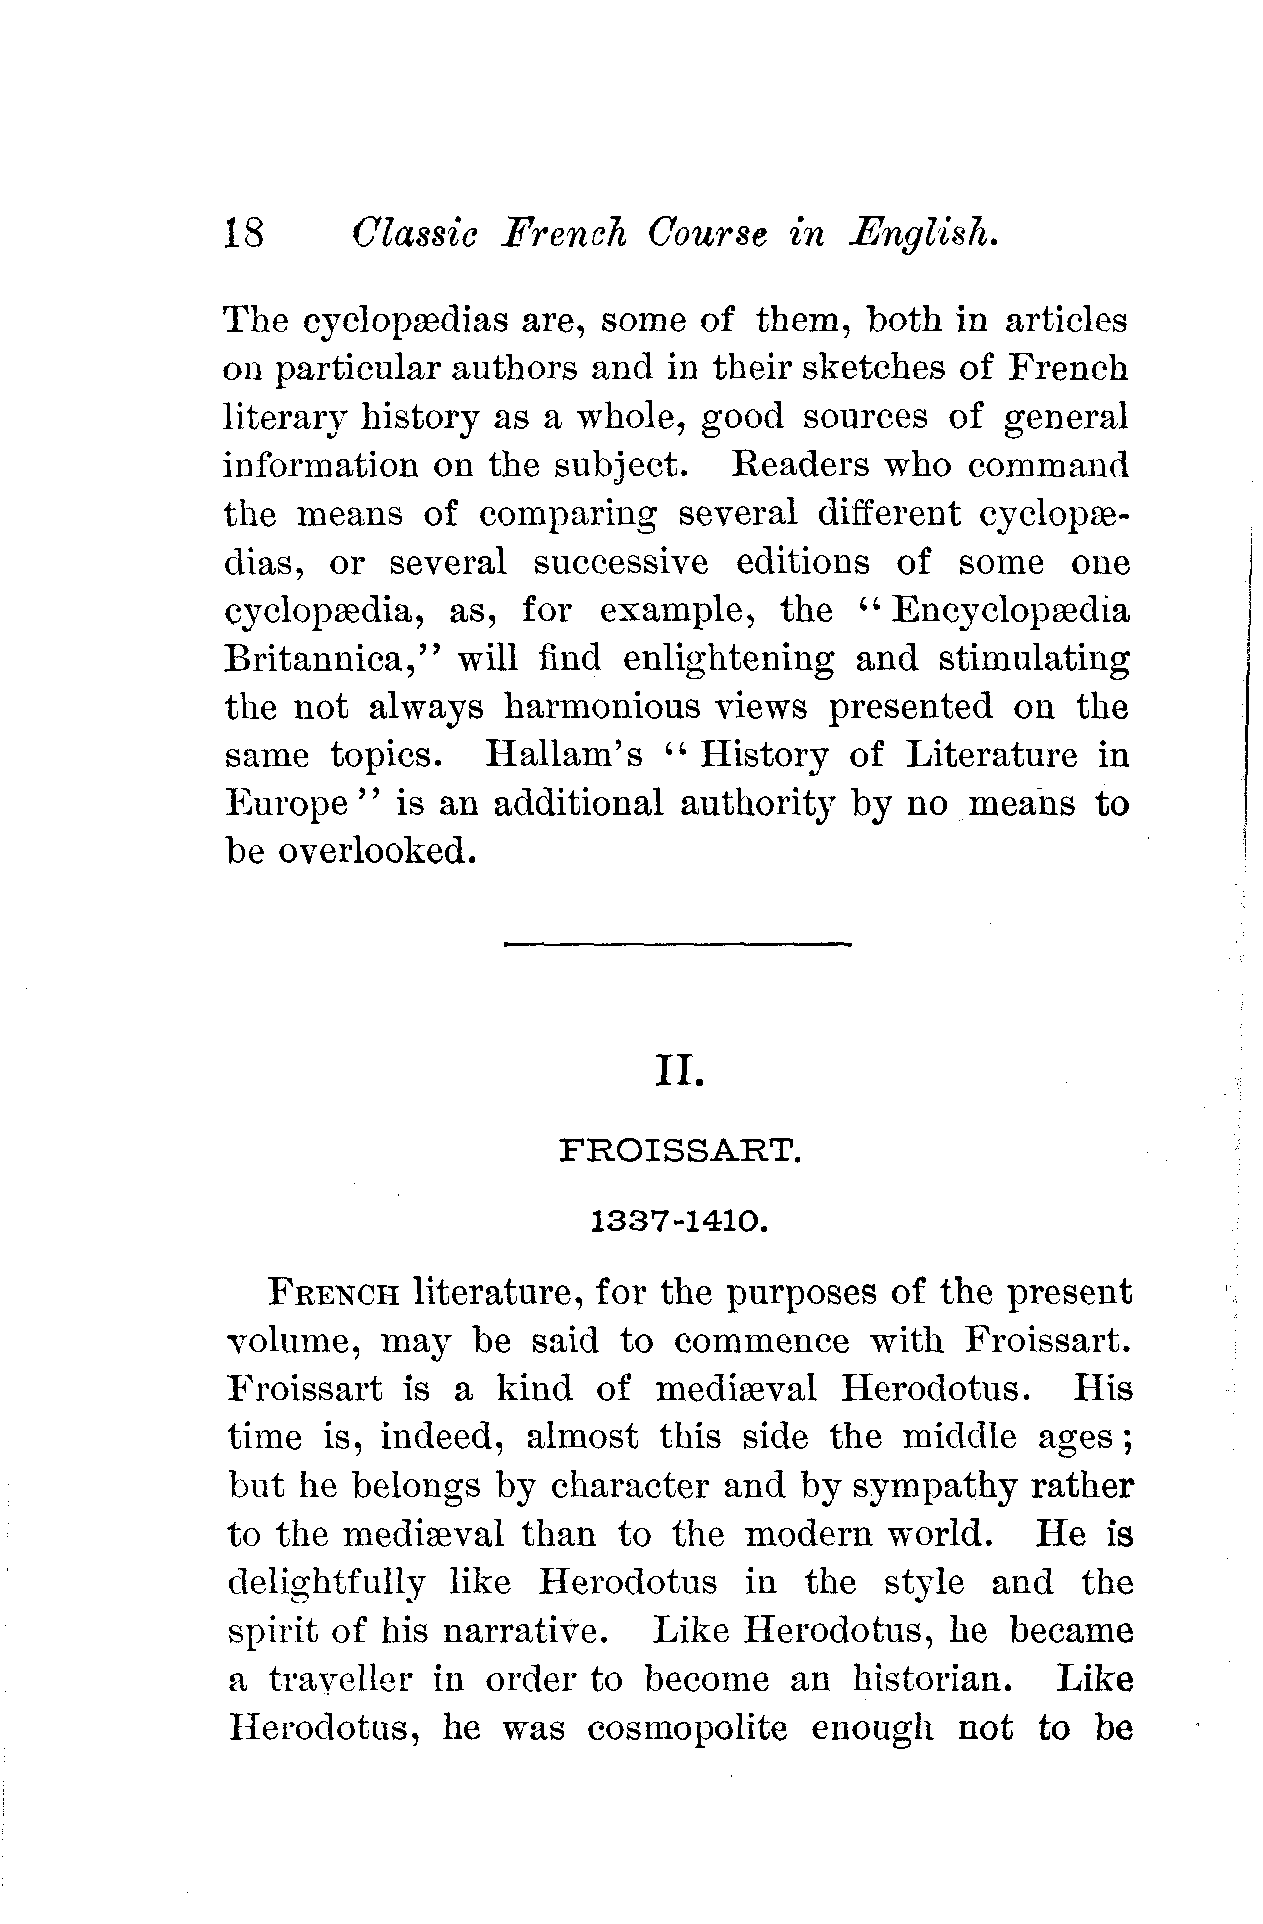 18 Classic French Course in English.
The cyclopædias are, some of them, both in articles
on particular authors and in their sketches of French
literary history as a whole, good sources of general
information on the subject. Readers who command
the means of comparing several different cyclopæ-
dias, or several successive editions of some one
cyclopædia, as, for example, the “ Encyclopædia
Britannica,” will find enlightening and stimulating
the not always harmonious views presented on the
same topics. Hallam’s “ History of Literature in
Europe ” is an additional authority by no means to
be overlooked.
II.
FROISSART.
1337-1410.
FRENCH literature, for the purposes of the present
volume, may be said to commence with Froissart.
Froissart is a kind of mediæval Herodotus. His
time is, indeed, almost this side the middle ages ;
but he belongs by character and by sympathy rather
to the mediæval than to the modern world. He is
delightfully like Herodotus in the style and the
spirit of his narrative. Like Herodotus, he became
a traveller in order to become an historian. Like
Herodotus, he was cosmopolite enough not to be